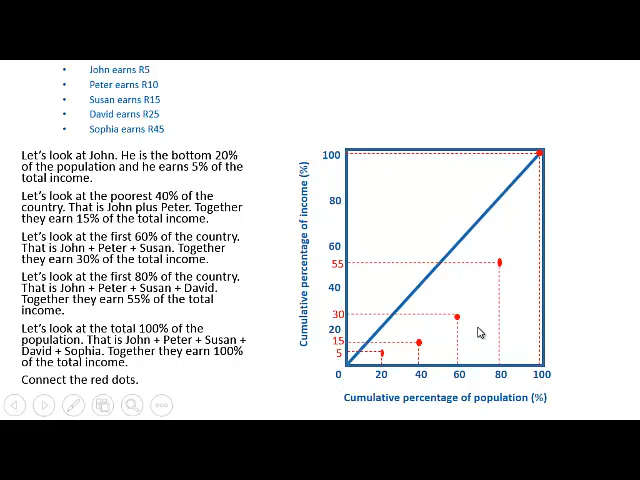 • John earns R5
• Peter earns R10
• Susan earns R15
• David earns R25
• Sophia earns R45
Let's look at John. He is the bottom 20%
of the population and he earns 5% of the
total income.
Let's look at the poorest 40% of the
country. That is John plus Peter. Together
they earn 15% of the total income.
Let's look at the first 60% of the country.
That is John + Peter + Susan. Together
they earn 30% of the total income.
Let's look at the first 80% of the country.
That is John + Peter + Susan + David.
Together they earn 55% of the total
income.
Let's look at the total 100% of the
population. That is John + Peter + Susan +
David + Sophia. Together they earn 100%
of the total income.
Connect the red dots.
Cumulative percentage of income (%)
100
80
60
55
40
30
20
15
5
0 20 40 60 80 100
Cumulative percentage of population (%)